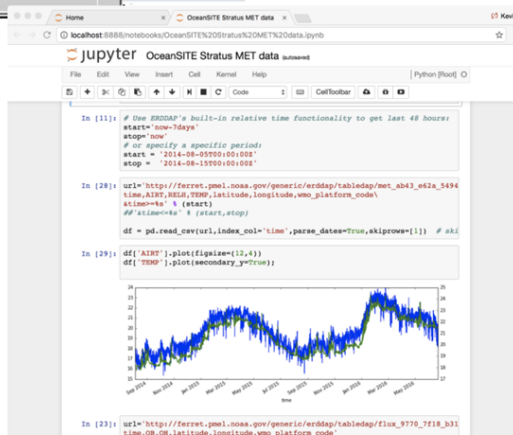 Home
OceanSITE Stratus MET data
Kevi
localhost:8888/notebooks/OceanSITE%20Stratus%20MET%20data.ipynb
jupyter OceanSITE Stratus MET data (autosaved)
File Edit View Insert Cell Kernel Help
Python [Root]
Code
CellToolbar
In [11]: # Use ERDDAP's built-in relative time functionality to get last 48 hours:
start='now-7days'
stop='now'
# or specify a specific period:
start = '2014-08-05T00:00:00Z'
stop = '2014-08-15T00:00:00Z'
In [28]: url='http://ferret.pmel.noaa.gov/generic/erddap/tabledap/met_ab43_e62a_5494
time,AIRT,RELH,TEMP,latitude,longitude,wmo_platform_code\
&time>=%s' % (start)
##'&time<=%s' % (start,stop)
df = pd.read_csv(url,index_col='time',parse_dates=True,skiprows=[1]) # ski
In [29]: df['AIRT'].plot(figsize=(12,4))
df['TEMP'].plot(secondary_y=True);
24 25
23 24
22 23
21 22
20 21
19 20
18 19
17 18
16 17
15
Sep 2014 Nov 2014 Jan 2015 Mar 2015 May 2015 Jul 2015 Sep 2015 Nov 2015 Jan 2016 Mar 2016 May 2016
time
In [23]: url='http://ferret.pmel.noaa.gov/generic/erddap/tabledap/flux_9770_7f18_b31
time,QB,QH,latitude,longitude,wmo_platform_code'